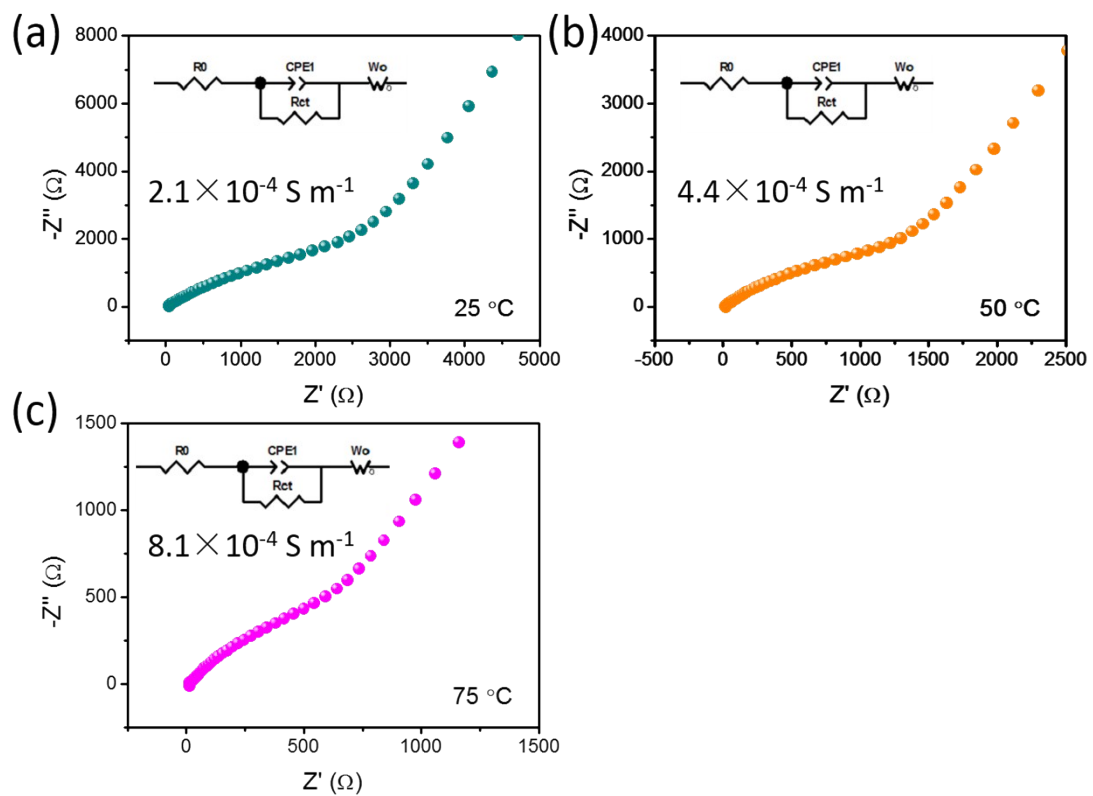 (a)
8000
6000
4000
2000
0
-Z'' (Ω)
R0 CPE1 Wo
Rct
2.1×10⁻⁴ S m⁻¹
25 °C
0 1000 2000 3000 4000 5000
Z' (Ω)
(b)
4000
3000
2000
1000
0
-Z'' (Ω)
R0 CPE1 Wo
Rct
4.4×10⁻⁴ S m⁻¹
50 °C
-500 0 500 1000 1500 2000 2500
Z' (Ω)
(c)
1500
1000
500
0
-Z'' (Ω)
R0 CPE1 Wo
Rct
8.1×10⁻⁴ S m⁻¹
75 °C
0 500 1000 1500
Z' (Ω)